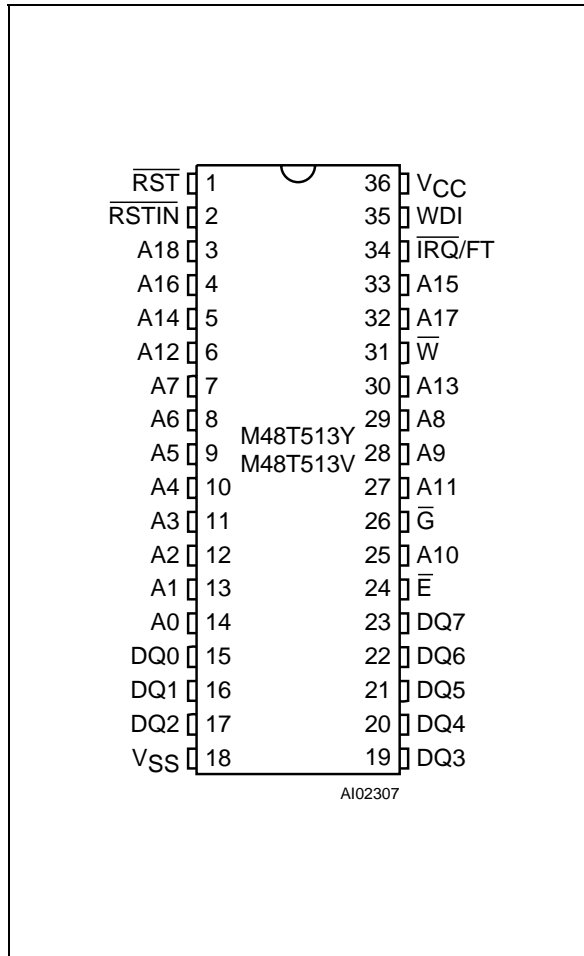 R̅S̅T̅ 1 36 VCC
R̅S̅T̅I̅N̅ 2 35 WDI
A18 3 34 I̅R̅Q̅/FT
A16 4 33 A15
A14 5 32 A17
A12 6 31 W̅
A7 7 30 A13
A6 8 29 A8
A5 9 28 A9
A4 10 27 A11
A3 11 26 G̅
A2 12 25 A10
A1 13 24 E̅
A0 14 23 DQ7
DQ0 15 22 DQ6
DQ1 16 21 DQ5
DQ2 17 20 DQ4
VSS 18 19 DQ3
M48T513Y
M48T513V
AI02307